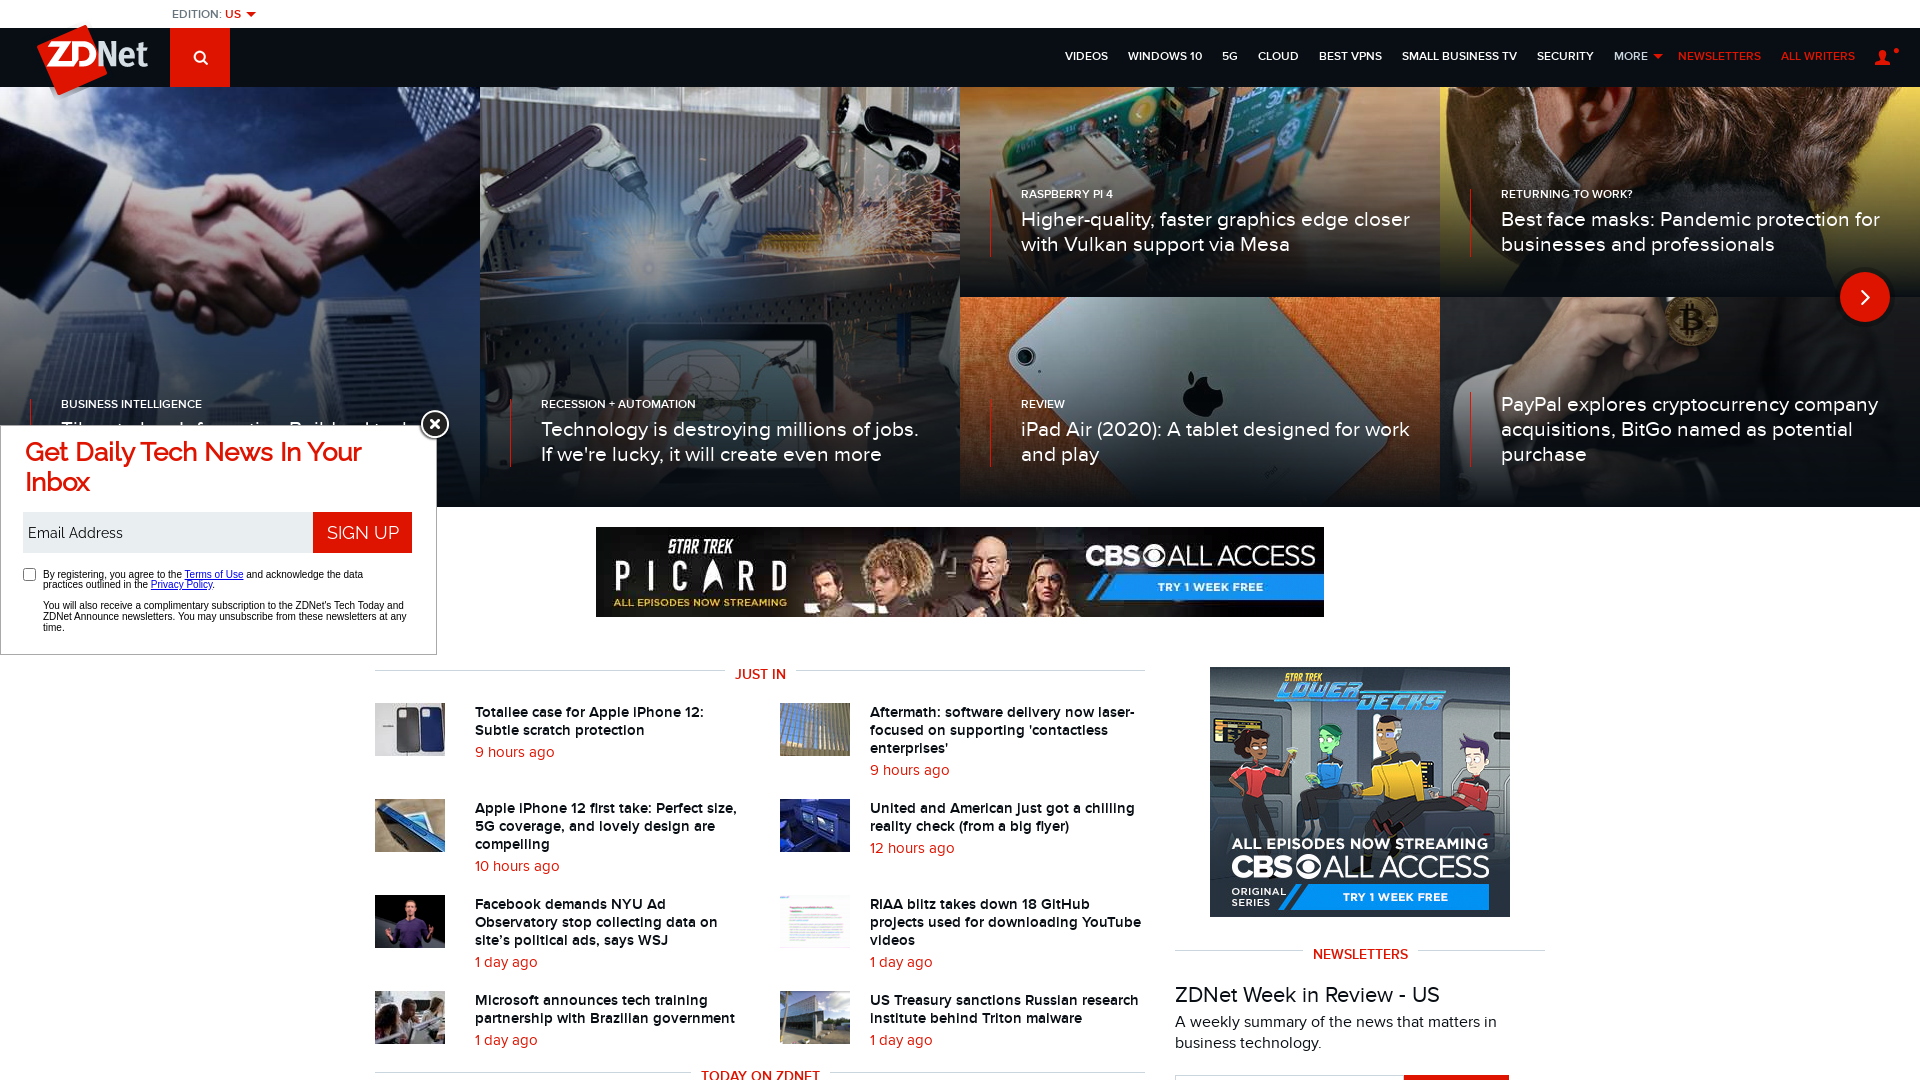 EDITION: US
ZDNet
VIDEOS
WINDOWS 10
5G
CLOUD
BEST VPNS
SMALL BUSINESS TV
SECURITY
MORE
NEWSLETTERS
ALL WRITERS
BUSINESS INTELLIGENCE
RECESSION + AUTOMATION
Technology is destroying millions of jobs.
If we're lucky, it will create even more
RASPBERRY PI 4
Higher-quality, faster graphics edge closer
with Vulkan support via Mesa
RETURNING TO WORK?
Best face masks: Pandemic protection for
businesses and professionals
REVIEW
iPad Air (2020): A tablet designed for work
and play
PayPal explores cryptocurrency company
acquisitions, BitGo named as potential
purchase
Get Daily Tech News In Your
Inbox
Email Address
SIGN UP
By registering, you agree to the Terms of Use and acknowledge the data
practices outlined in the Privacy Policy.
You will also receive a complimentary subscription to the ZDNet's Tech Today and
ZDNet Announce newsletters. You may unsubscribe from these newsletters at any
time.
STAR TREK
PICARD
ALL EPISODES NOW STREAMING
CBS ALL ACCESS
TRY 1 WEEK FREE
JUST IN
Totallee case for Apple iPhone 12:
Subtle scratch protection
9 hours ago
Aftermath: software delivery now laser-
focused on supporting 'contactless
enterprises'
9 hours ago
Apple iPhone 12 first take: Perfect size,
5G coverage, and lovely design are
compelling
10 hours ago
United and American just got a chilling
reality check (from a big flyer)
12 hours ago
Facebook demands NYU Ad
Observatory stop collecting data on
site's political ads, says WSJ
1 day ago
RIAA blitz takes down 18 GitHub
projects used for downloading YouTube
videos
1 day ago
Microsoft announces tech training
partnership with Brazilian government
1 day ago
US Treasury sanctions Russian research
institute behind Triton malware
1 day ago
TODAY ON ZDNET
STAR TREK
LOWER DECKS
ALL EPISODES NOW STREAMING
CBS ALL ACCESS
ORIGINAL
SERIES
TRY 1 WEEK FREE
NEWSLETTERS
ZDNet Week in Review - US
A weekly summary of the news that matters in
business technology.